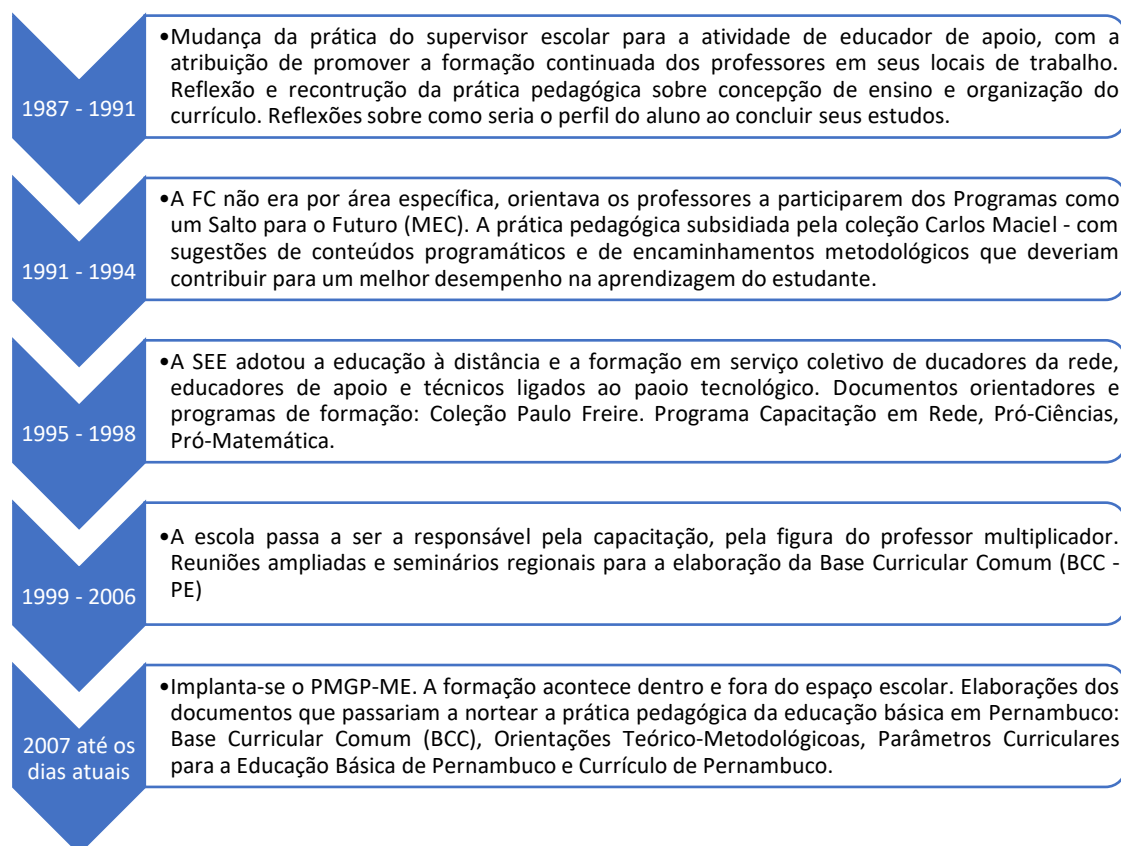 1987 - 1991
•Mudança da prática do supervisor escolar para a atividade de educador de apoio, com a
atribuição de promover a formação continuada dos professores em seus locais de trabalho.
Reflexão e recontrução da prática pedagógica sobre concepção de ensino e organização do
currículo. Reflexões sobre como seria o perfil do aluno ao concluir seus estudos.
1991 - 1994
•A FC não era por área específica, orientava os professores a participarem dos Programas como
um Salto para o Futuro (MEC). A prática pedagógica subsidiada pela coleção Carlos Maciel - com
sugestões de conteúdos programáticos e de encaminhamentos metodológicos que deveriam
contribuir para um melhor desempenho na aprendizagem do estudante.
1995 - 1998
•A SEE adotou a educação à distância e a formação em serviço coletivo de ducadores da rede,
educadores de apoio e técnicos ligados ao paoio tecnológico. Documentos orientadores e
programas de formação: Coleção Paulo Freire. Programa Capacitação em Rede, Pró-Ciências,
Pró-Matemática.
1999 - 2006
•A escola passa a ser a responsável pela capacitação, pela figura do professor multiplicador.
Reuniões ampliadas e seminários regionais para a elaboração da Base Curricular Comum (BCC -
PE)
2007 até os
dias atuais
•Implanta-se o PMGP-ME. A formação acontece dentro e fora do espaço escolar. Elaborações dos
documentos que passariam a nortear a prática pedagógica da educação básica em Pernambuco:
Base Curricular Comum (BCC), Orientações Teórico-Metodológicoas, Parâmetros Curriculares
para a Educação Básica de Pernambuco e Currículo de Pernambuco.